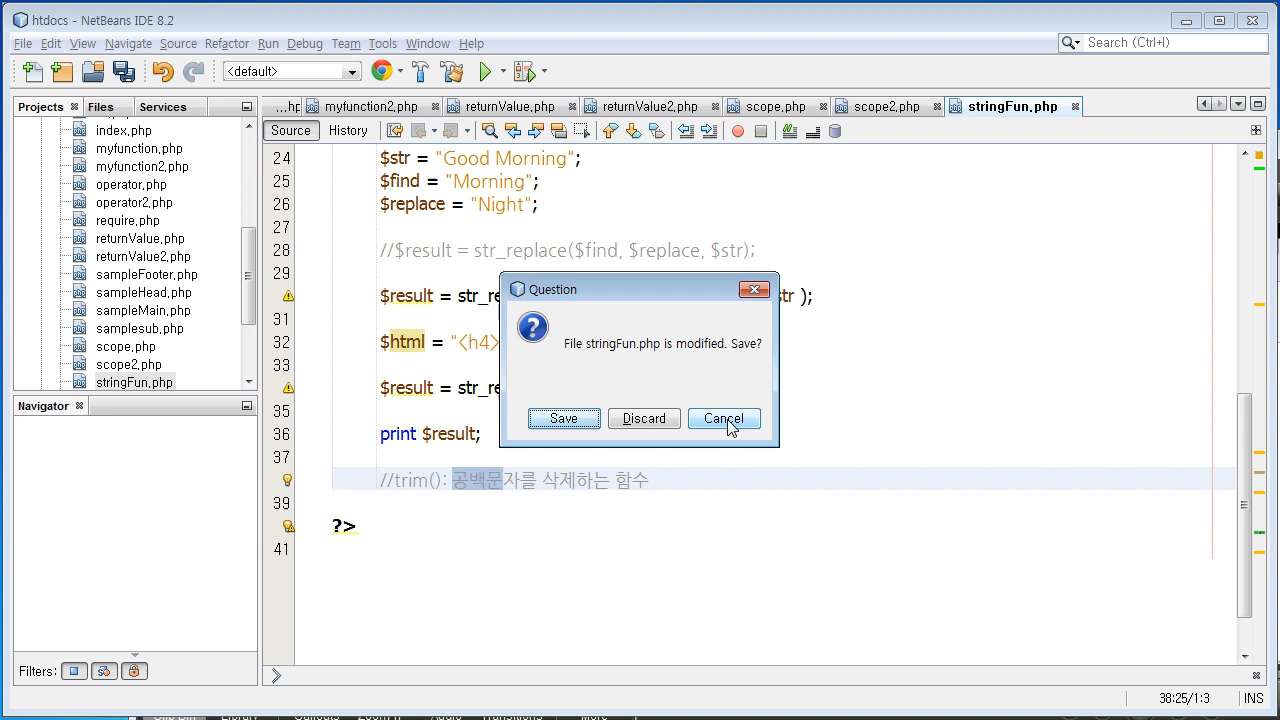 htdocs - NetBeans IDE 8.2
File Edit View Navigate Source Refactor Run Debug Team Tools Window Help
Search (Ctrl+I)
<default>
Projects Files Services
...hp myfunction2.php returnValue.php returnValue2.php scope.php scope2.php stringFun.php
Source History
index.php
myfunction.php
myfunction2.php
operator.php
operator2.php
require.php
returnValue.php
returnValue2.php
sampleFooter.php
sampleHead.php
sampleMain.php
samplesub.php
scope.php
scope2.php
stringFun.php
Navigator
Filters:
24 $str = "Good Morning";
25 $find = "Morning";
26 $replace = "Night";
27
28 //$result = str_replace($find, $replace, $str);
29
$result = str_re str );
31
32 $html = "<h4>
33
$result = str_re
35
36 print $result;
37
//trim(): 공백문자를 삭제하는 함수
39
?>
41
Question
File stringFun.php is modified. Save?
Save Discard Cancel
38:25/1:3 INS